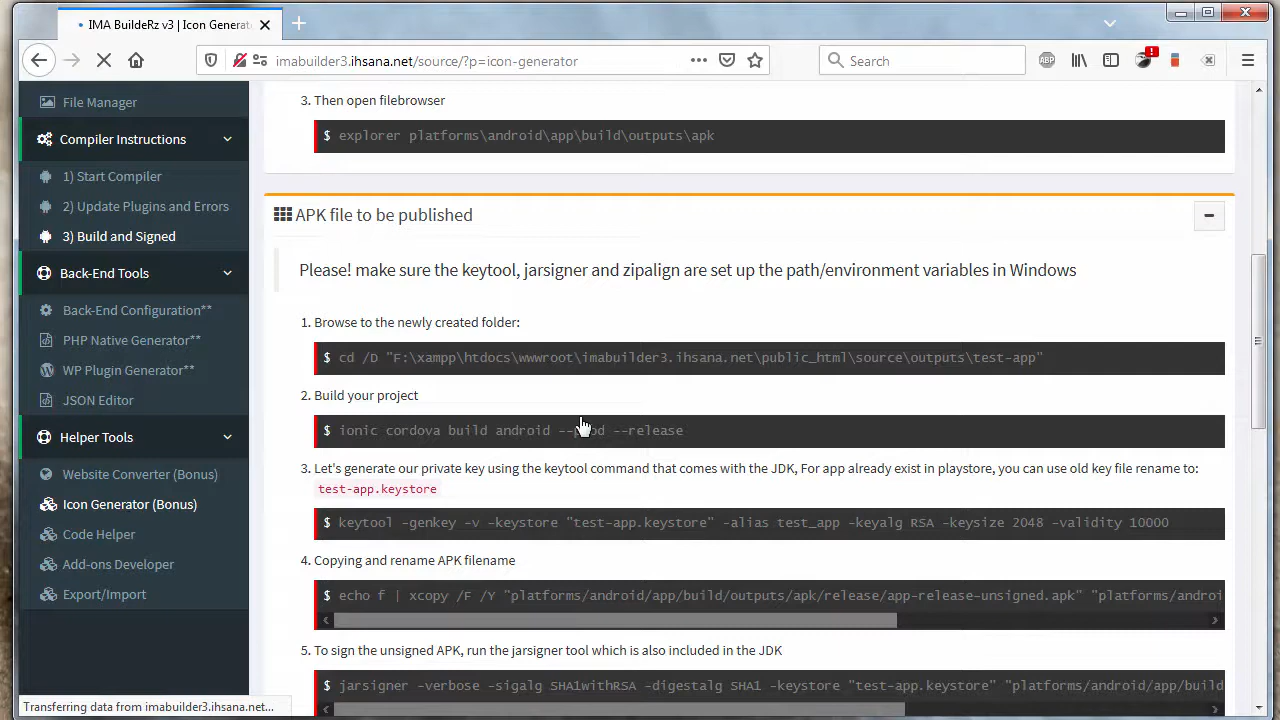 IMA BuildeRz v3 | Icon Generat
imabuilder3.ihsana.net/source/?p=icon-generator
Search
ABP
!
File Manager
Compiler Instructions
1) Start Compiler
2) Update Plugins and Errors
3) Build and Signed
Back-End Tools
Back-End Configuration**
PHP Native Generator**
WP Plugin Generator**
JSON Editor
Helper Tools
Website Converter (Bonus)
Icon Generator (Bonus)
Code Helper
Add-ons Developer
Export/Import
Transferring data from imabuilder3.ihsana.net...
3. Then open filebrowser
$ explorer platforms\android\app\build\outputs\apk
APK file to be published
Please! make sure the keytool, jarsigner and zipalign are set up the path/environment variables in Windows
1. Browse to the newly created folder:
$ cd /D "F:\xampp\htdocs\wwwroot\imabuilder3.ihsana.net\public_html\source\outputs\test-app"
2. Build your project
$ ionic cordova build android --prod --release
3. Let's generate our private key using the keytool command that comes with the JDK, For app already exist in playstore, you can use old key file rename to:
test-app.keystore
$ keytool -genkey -v -keystore "test-app.keystore" -alias test_app -keyalg RSA -keysize 2048 -validity 10000
4. Copying and rename APK filename
$ echo f | xcopy /F /Y "platforms/android/app/build/outputs/apk/release/app-release-unsigned.apk" "platforms/androi
5. To sign the unsigned APK, run the jarsigner tool which is also included in the JDK
$ jarsigner -verbose -sigalg SHA1withRSA -digestalg SHA1 -keystore "test-app.keystore" "platforms/android/app/build